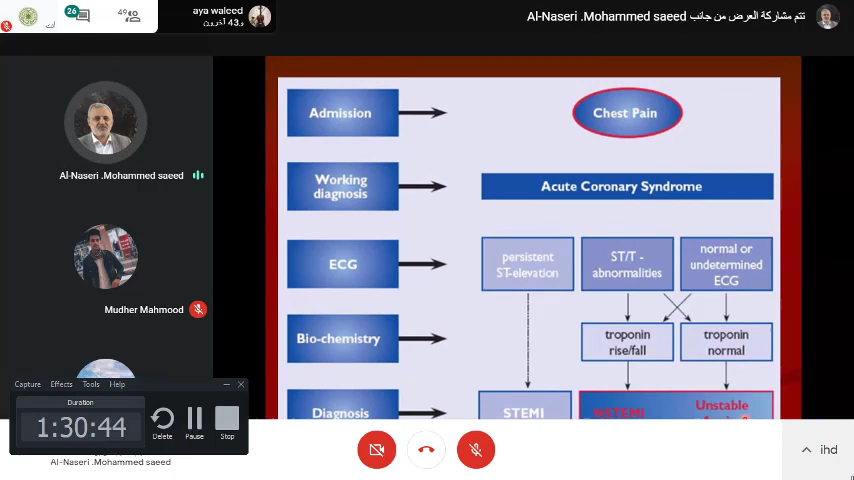 26
49
aya waleed
و43 آخرون
تتم مشاركة العرض من جانب Al-Naseri .Mohammed saeed
أنت
Al-Naseri .Mohammed saeed
Mudher Mahmood
Admission
Chest Pain
Working
diagnosis
Acute Coronary Syndrome
ECG
persistent
ST-elevation
ST/T -
abnormalities
normal or
undetermined
ECG
Bio-chemistry
troponin
rise/fall
troponin
normal
Diagnosis
STEMI
NSTEMI
Unstable
Capture Effects Tools Help
Duration
1:30:44
Delete
Pause
Stop
Al-Naseri .Mohammed saeed
ihd